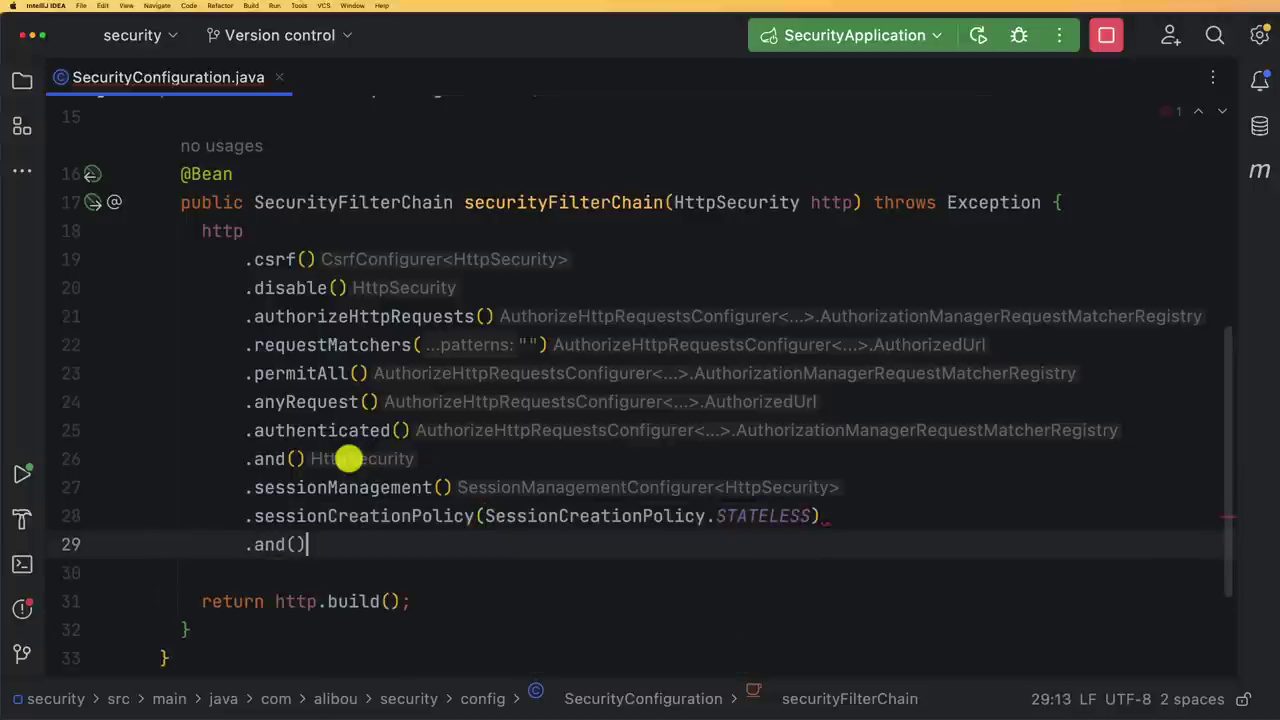 IntelliJ IDEA File Edit View Navigate Code Refactor Build Run Tools VCS Window Help
security Version control SecurityApplication
SecurityConfiguration.java
15 1
no usages
16 @Bean
17 public SecurityFilterChain securityFilterChain(HttpSecurity http) throws Exception {
18 http
19 .csrf() CsrfConfigurer<HttpSecurity>
20 .disable() HttpSecurity
21 .authorizeHttpRequests() AuthorizeHttpRequestsConfigurer<...>.AuthorizationManagerRequestMatcherRegistry
22 .requestMatchers( ...patterns: "") AuthorizeHttpRequestsConfigurer<...>.AuthorizedUrl
23 .permitAll() AuthorizeHttpRequestsConfigurer<...>.AuthorizationManagerRequestMatcherRegistry
24 .anyRequest() AuthorizeHttpRequestsConfigurer<...>.AuthorizedUrl
25 .authenticated() AuthorizeHttpRequestsConfigurer<...>.AuthorizationManagerRequestMatcherRegistry
26 .and() HttpSecurity
27 .sessionManagement() SessionManagementConfigurer<HttpSecurity>
28 .sessionCreationPolicy(SessionCreationPolicy.STATELESS)
29 .and()
30
31 return http.build();
32 }
33 }
security > src > main > java > com > alibou > security > config > SecurityConfiguration > securityFilterChain 29:13 LF UTF-8 2 spaces